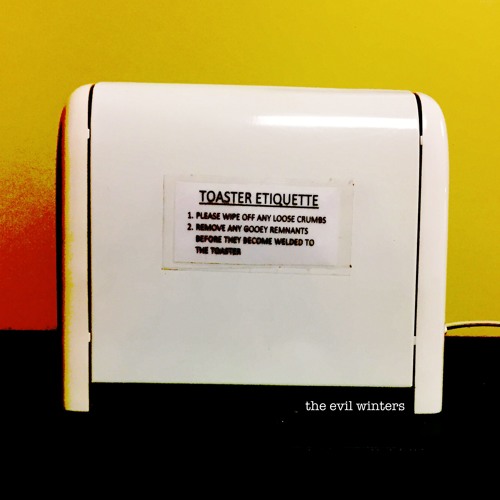 TOASTER ETIQUETTE
1. PLEASE WIPE OFF ANY LOOSE CRUMBS
2. REMOVE ANY GOOEY REMNANTS
BEFORE THEY BECOME WELDED TO
THE TOASTER
the evil winters